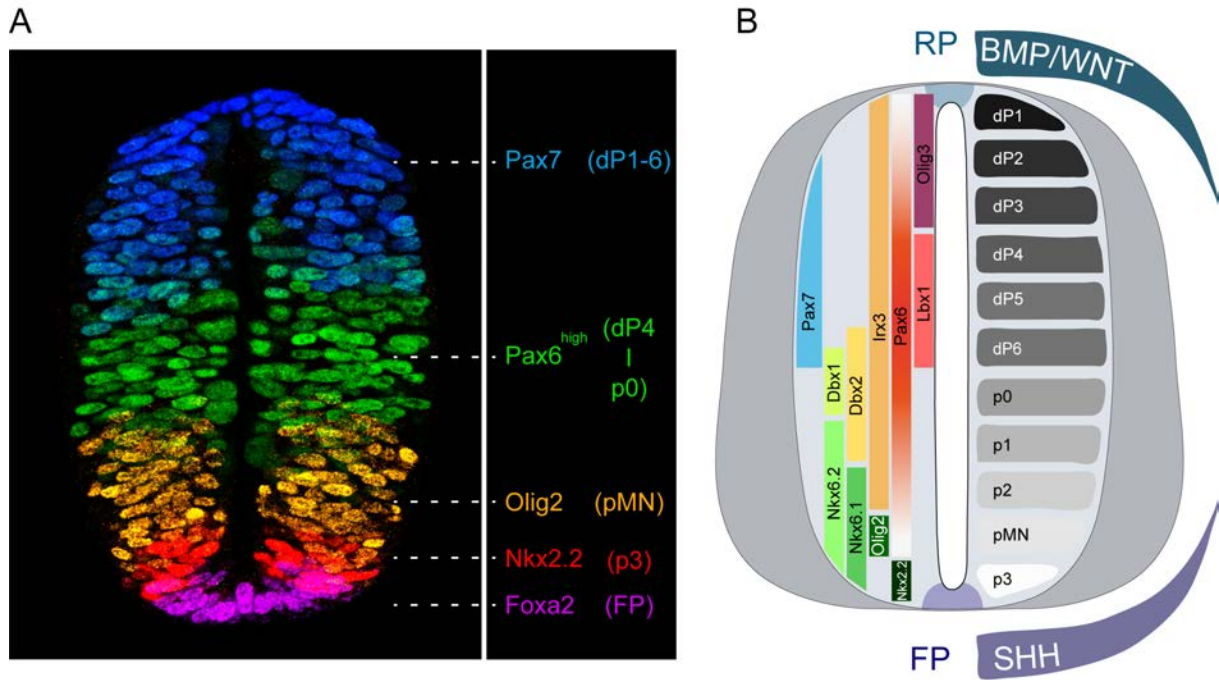 A
Pax7 (dP1-6)
Pax6 high (dP4
I
p0)
Olig2 (pMN)
Nkx2.2 (p3)
Foxa2 (FP)
B
RP
BMP/WNT
Pax7
Dbx1
Nkx6.2
Dbx2
Nkx6.1
Irx3
Olig2
Pax6
Nkx2.2
Olig3
Lbx1
dP1
dP2
dP3
dP4
dP5
dP6
p0
p1
p2
pMN
p3
FP
SHH